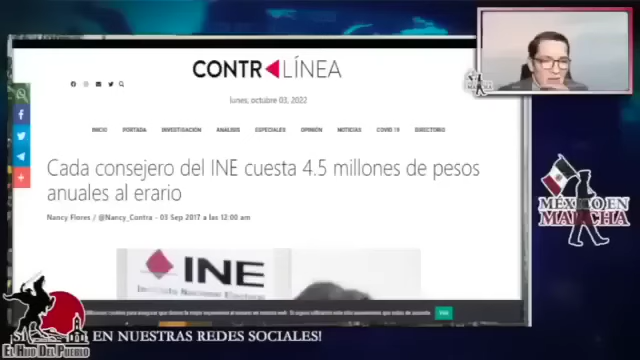 CONTRALÍNEA
lunes, octubre 03, 2022
INICIO PORTADA INVESTIGACIÓN ANÁLISIS ESPECIALES OPINIÓN NOTICIAS COVID 19 DIRECTORIO
Cada consejero del INE cuesta 4.5 millones de pesos
anuales al erario
Nancy Flores / @Nancy_Contra - 03 Sep 2017 a las 12:00 am
INE
Instituto Nacional Electoral
MÉXICO EN
MARCHA
EN NUESTRAS REDES SOCIALES!
EL HIJO DEL PUEBLO